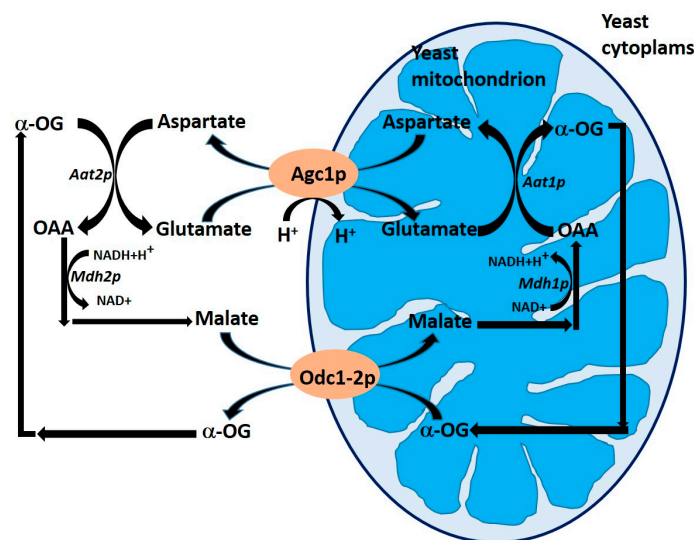 Yeast
cytoplams
Yeast
mitochondrion
α-OG
Aspartate
Aspartate
α-OG
Aat2p
Agc1p
Aat1p
OAA
Glutamate
H+
H+
Glutamate
OAA
NADH+H+
Mdh2p
NAD+
NADH+H+
Mdh1p
NAD+
Malate
Malate
Odc1-2p
α-OG
α-OG